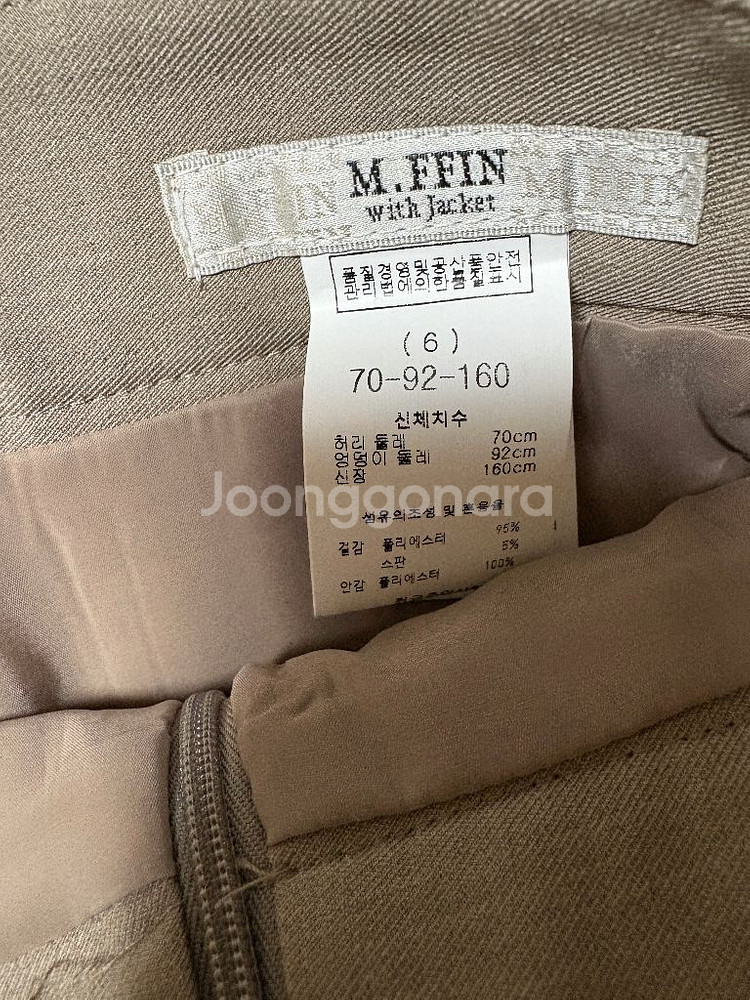 M.FFIN
with Jacket
품질경영및공산품안전
관리법에의한품질표시
(6)
70-92-160
신체치수
허리 둘레 70cm
엉덩이 둘레 92cm
신장 160cm
Joonggonara
섬유의조성 및 혼용율
겉감 폴리에스터 95%
스판 5%
안감 폴리에스터 100%